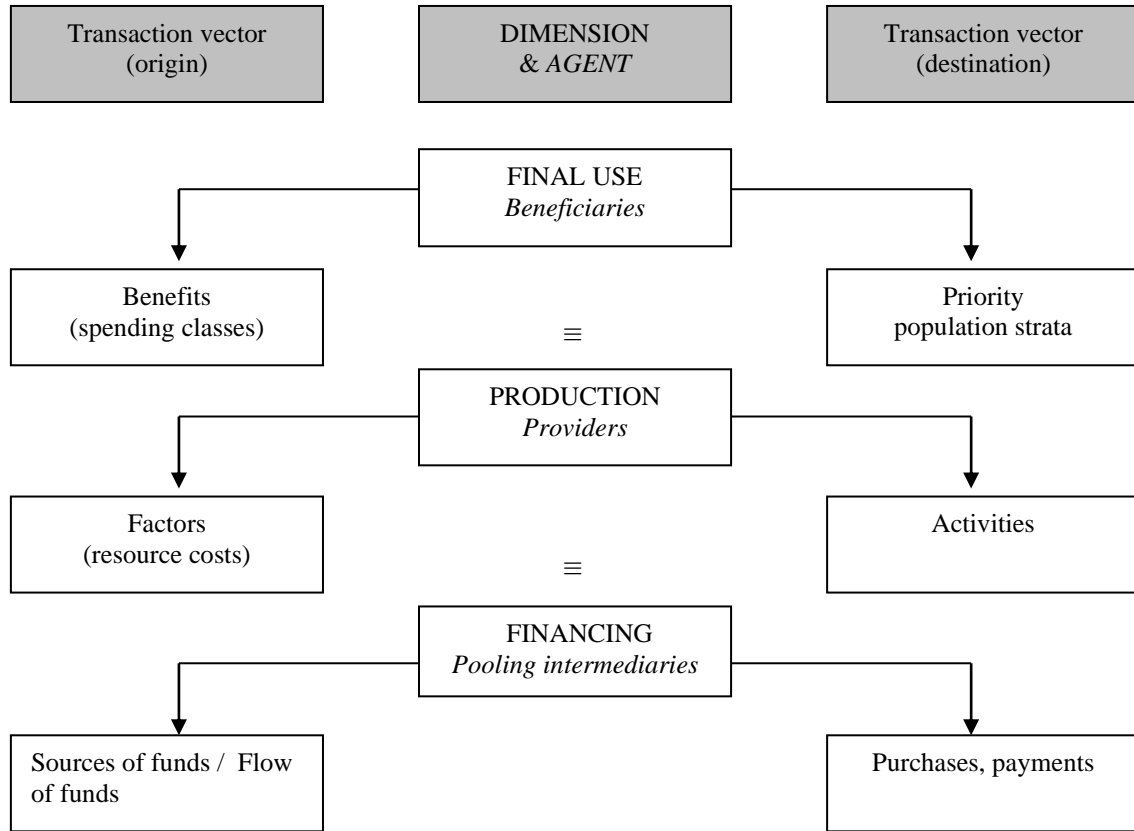 Transaction vector
(origin)
DIMENSION
& AGENT
Transaction vector
(destination)
FINAL USE
Beneficiaries
Benefits
(spending classes)
≡
Priority
population strata
PRODUCTION
Providers
Factors
(resource costs)
≡
Activities
FINANCING
Pooling intermediaries
Sources of funds / Flow
of funds
Purchases, payments